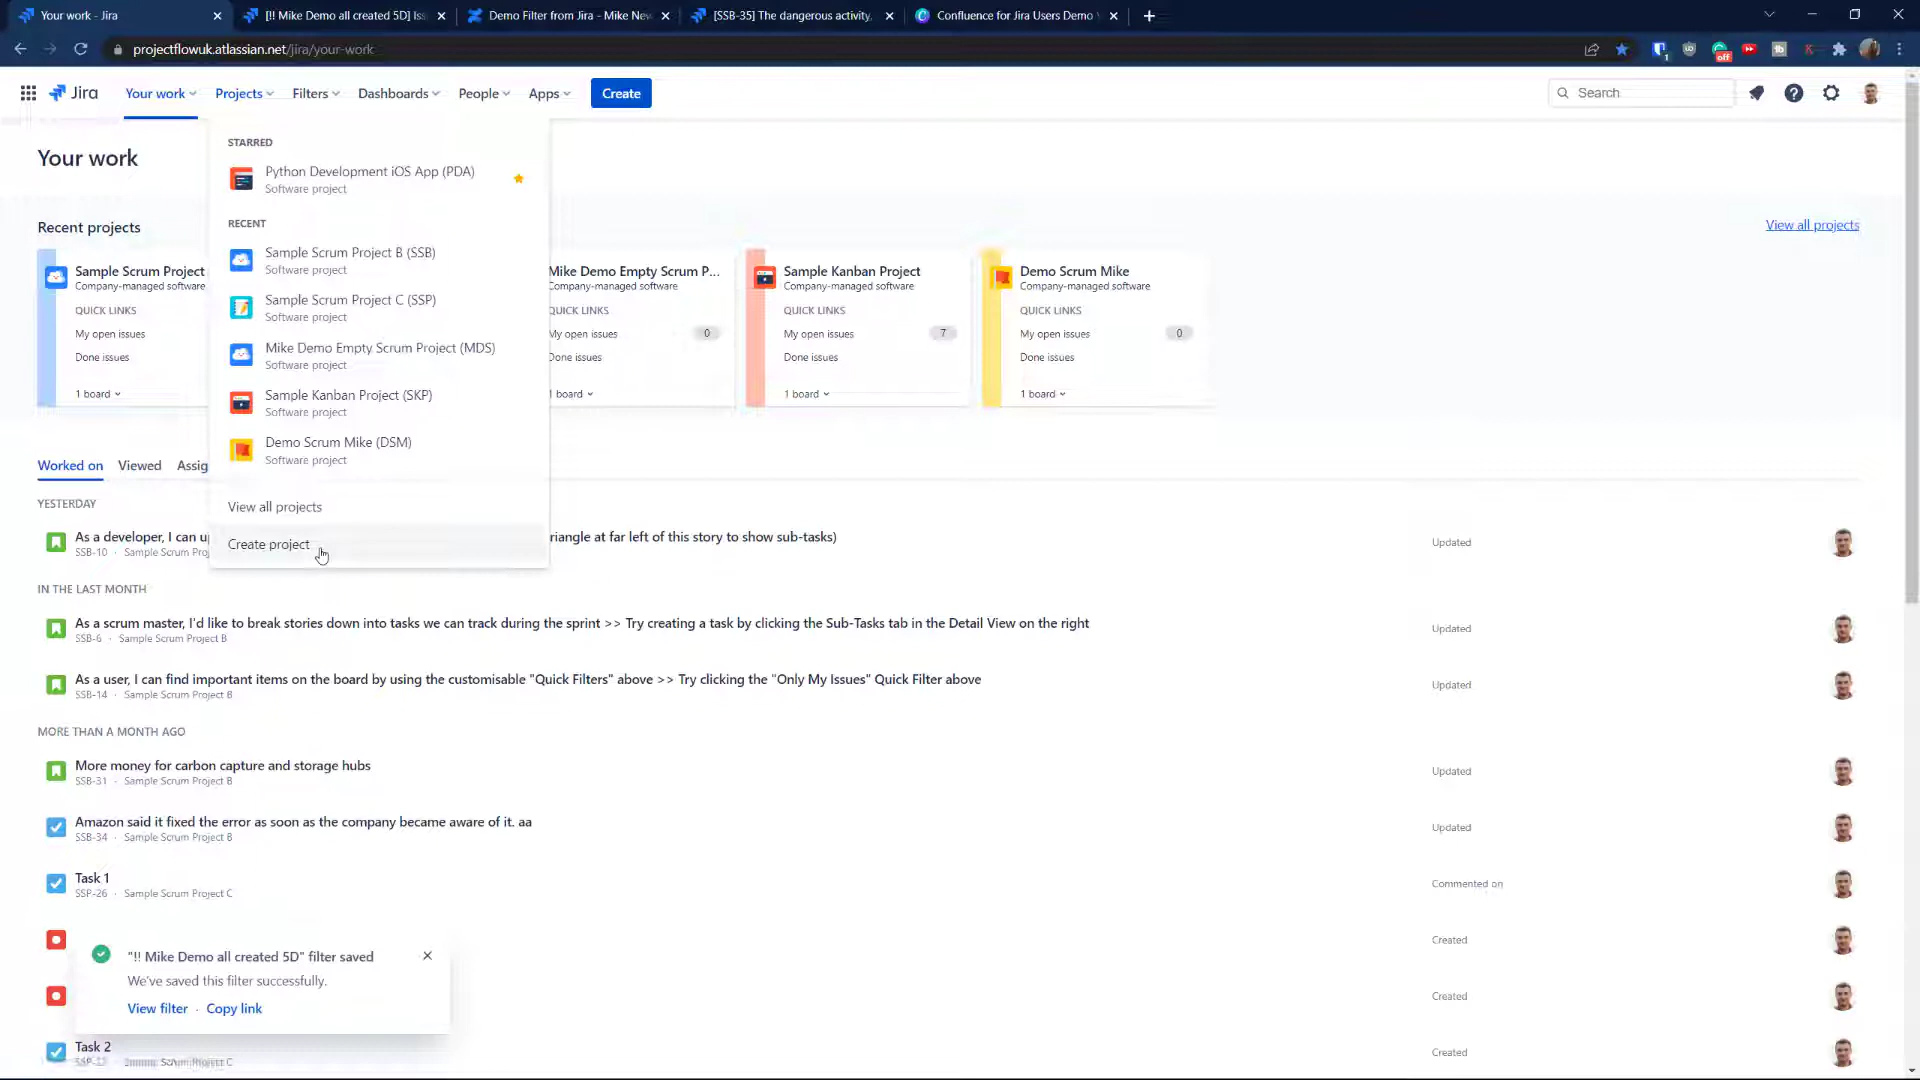 Your work - Jira
[!! Mike Demo all created 5D] Iss
Demo Filter from Jira - Mike Nev
[SSB-35] The dangerous activity,
Confluence for Jira Users Demo
projectflowuk.atlassian.net/jira/your-work
off
Jira
Your work
Projects
Filters
Dashboards
People
Apps
Create
Search
Your work
Recent projects
View all projects
STARRED
Python Development iOS App (PDA)
Software project
RECENT
Sample Scrum Project B (SSB)
Software project
Sample Scrum Project C (SSP)
Software project
Mike Demo Empty Scrum Project (MDS)
Software project
Sample Kanban Project (SKP)
Software project
Demo Scrum Mike (DSM)
Software project
View all projects
Create project
Sample Scrum Project
Company-managed software
QUICK LINKS
My open issues
Done issues
1 board
Mike Demo Empty Scrum P...
Company-managed software
QUICK LINKS
My open issues 0
Done issues
1 board
Sample Kanban Project
Company-managed software
QUICK LINKS
My open issues 7
Done issues
1 board
Demo Scrum Mike
Company-managed software
QUICK LINKS
My open issues 0
Done issues
1 board
Worked on
Viewed
Assig
YESTERDAY
As a developer, I can u
riangle at far left of this story to show sub-tasks)
SSB-10 · Sample Scrum Proj
Updated
IN THE LAST MONTH
As a scrum master, I'd like to break stories down into tasks we can track during the sprint >> Try creating a task by clicking the Sub-Tasks tab in the Detail View on the right
SSB-6 · Sample Scrum Project B
Updated
As a user, I can find important items on the board by using the customisable "Quick Filters" above >> Try clicking the "Only My Issues" Quick Filter above
SSB-14 · Sample Scrum Project B
Updated
MORE THAN A MONTH AGO
More money for carbon capture and storage hubs
SSB-31 · Sample Scrum Project B
Updated
Amazon said it fixed the error as soon as the company became aware of it. aa
SSB-34 · Sample Scrum Project B
Updated
Task 1
SSP-26 · Sample Scrum Project C
Commented on
Created
Created
"!! Mike Demo all created 5D" filter saved
We've saved this filter successfully.
View filter · Copy link
Task 2
Scrum Project C
Created